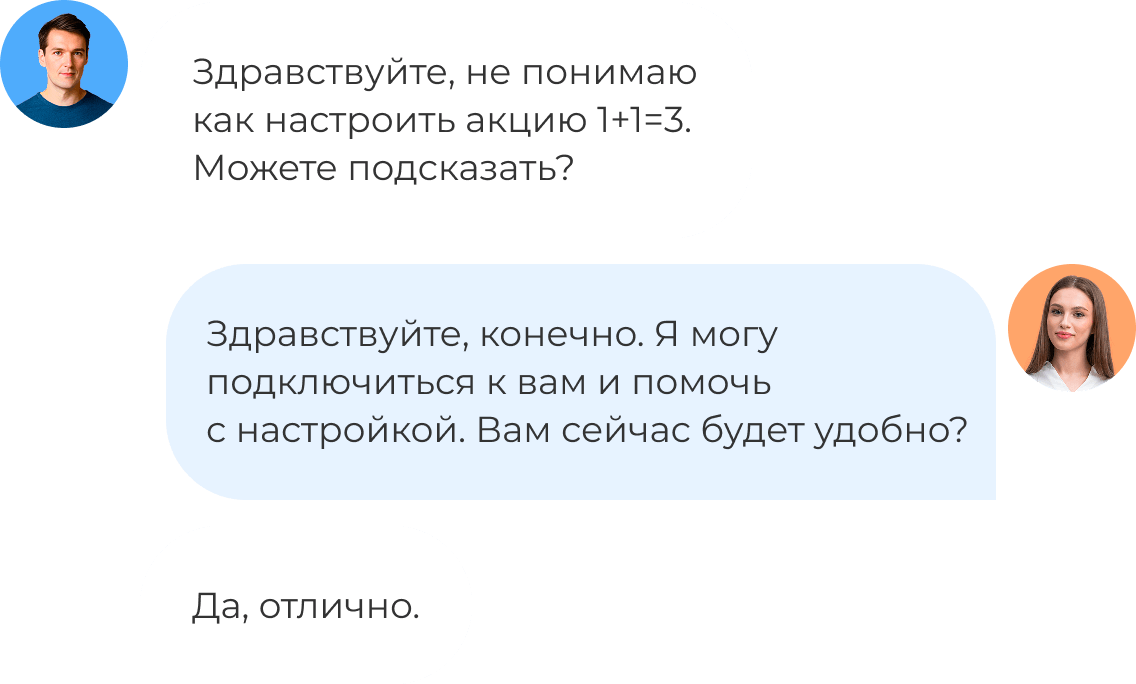 Здравствуйте, не понимаю
как настроить акцию 1+1=3.
Можете подсказать?
Здравствуйте, конечно. Я могу
подключиться к вам и помочь
с настройкой. Вам сейчас будет удобно?
Да, отлично.